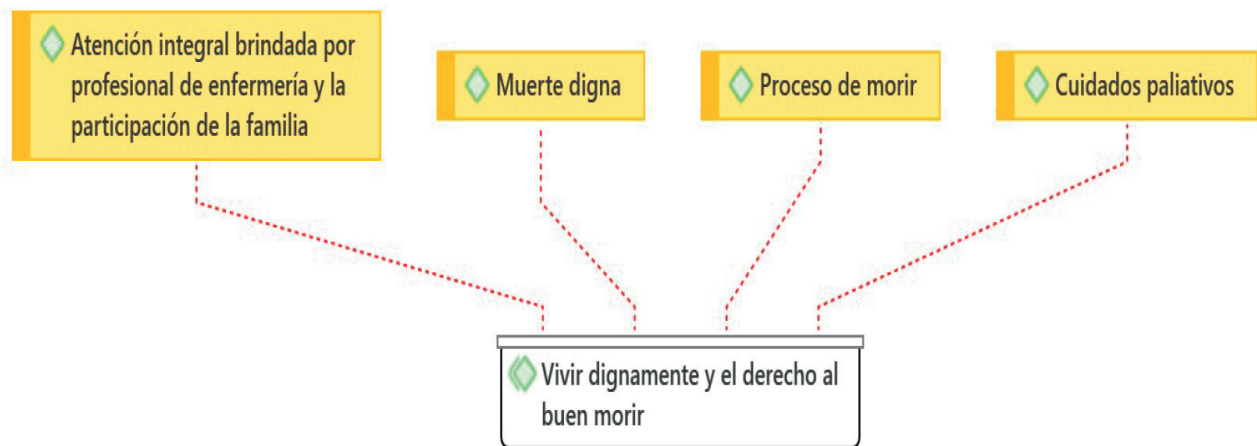 Atención integral brindada por
profesional de enfermería y la
participación de la familia
Muerte digna
Proceso de morir
Cuidados paliativos
Vivir dignamente y el derecho al
buen morir